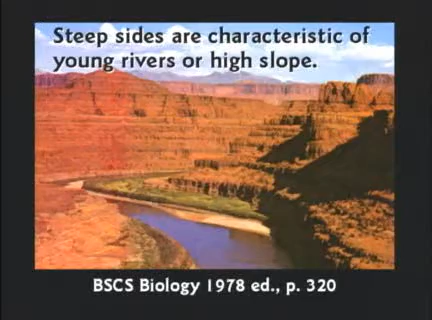 Steep sides are characteristic of
young rivers or high slope.
BSCS Biology 1978 ed., p. 320